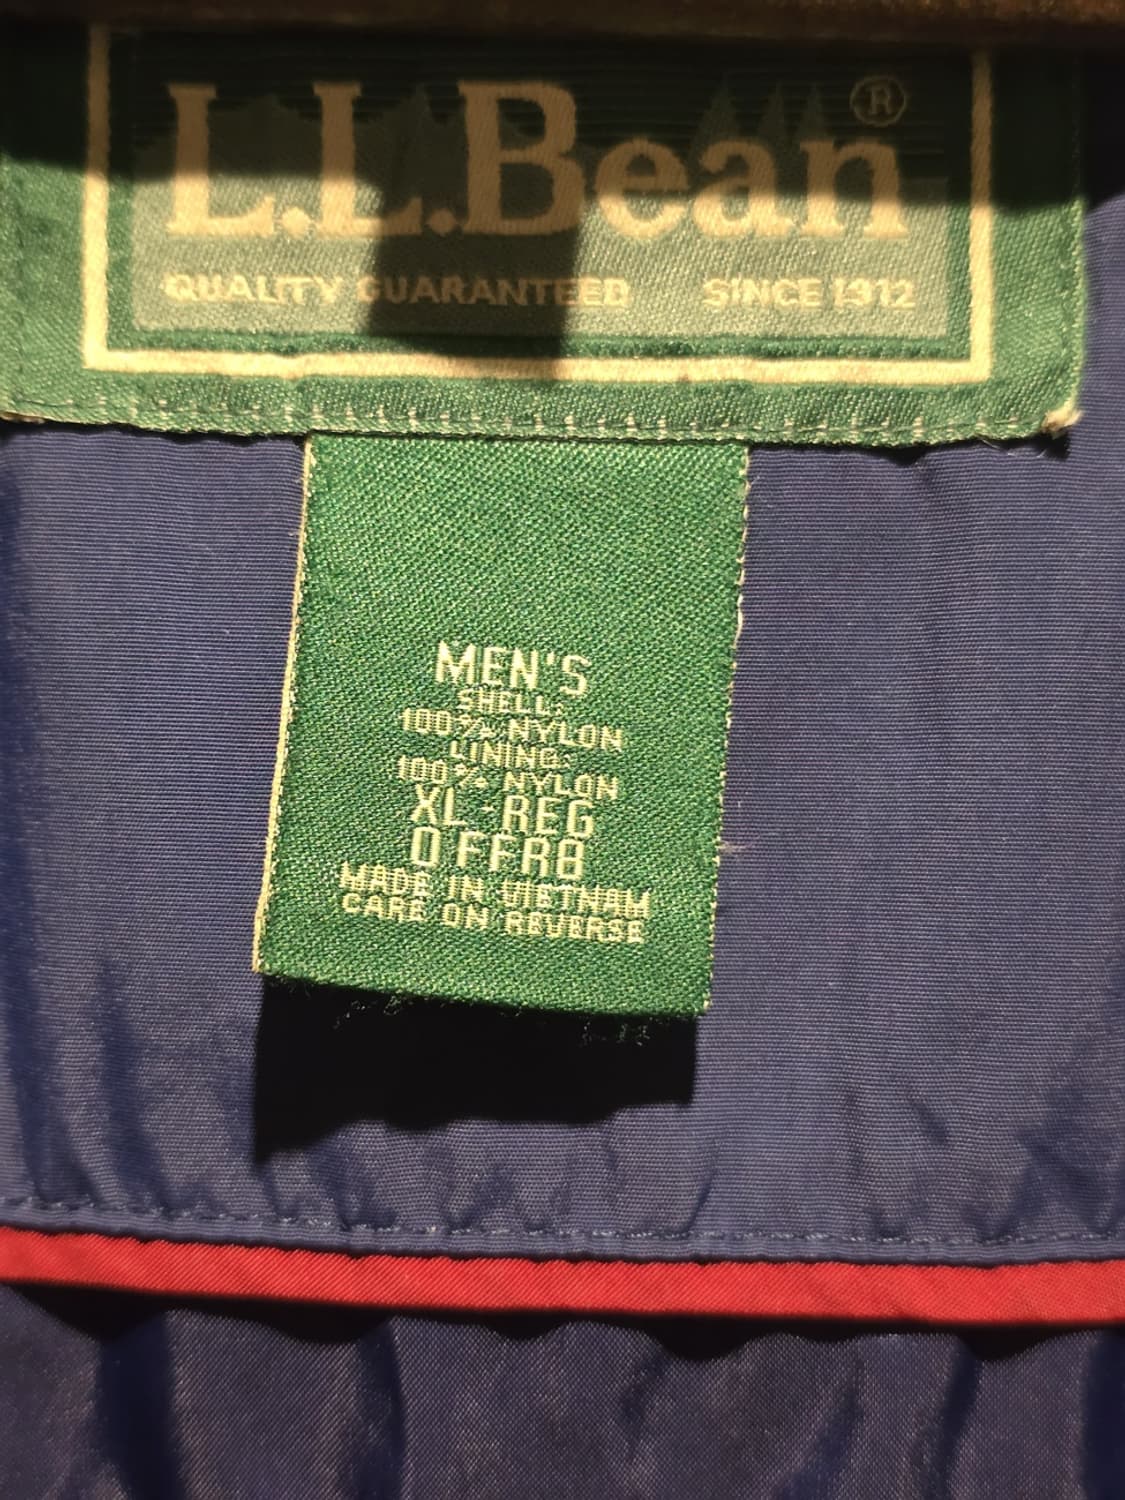 L.L.Bean®
QUALITY GUARANTEED SINCE 1912
MEN'S
SHELL:
100% NYLON
LINING:
100% NYLON
XL-REG
0FFR8
MADE IN VIETNAM
CARE ON REVERSE